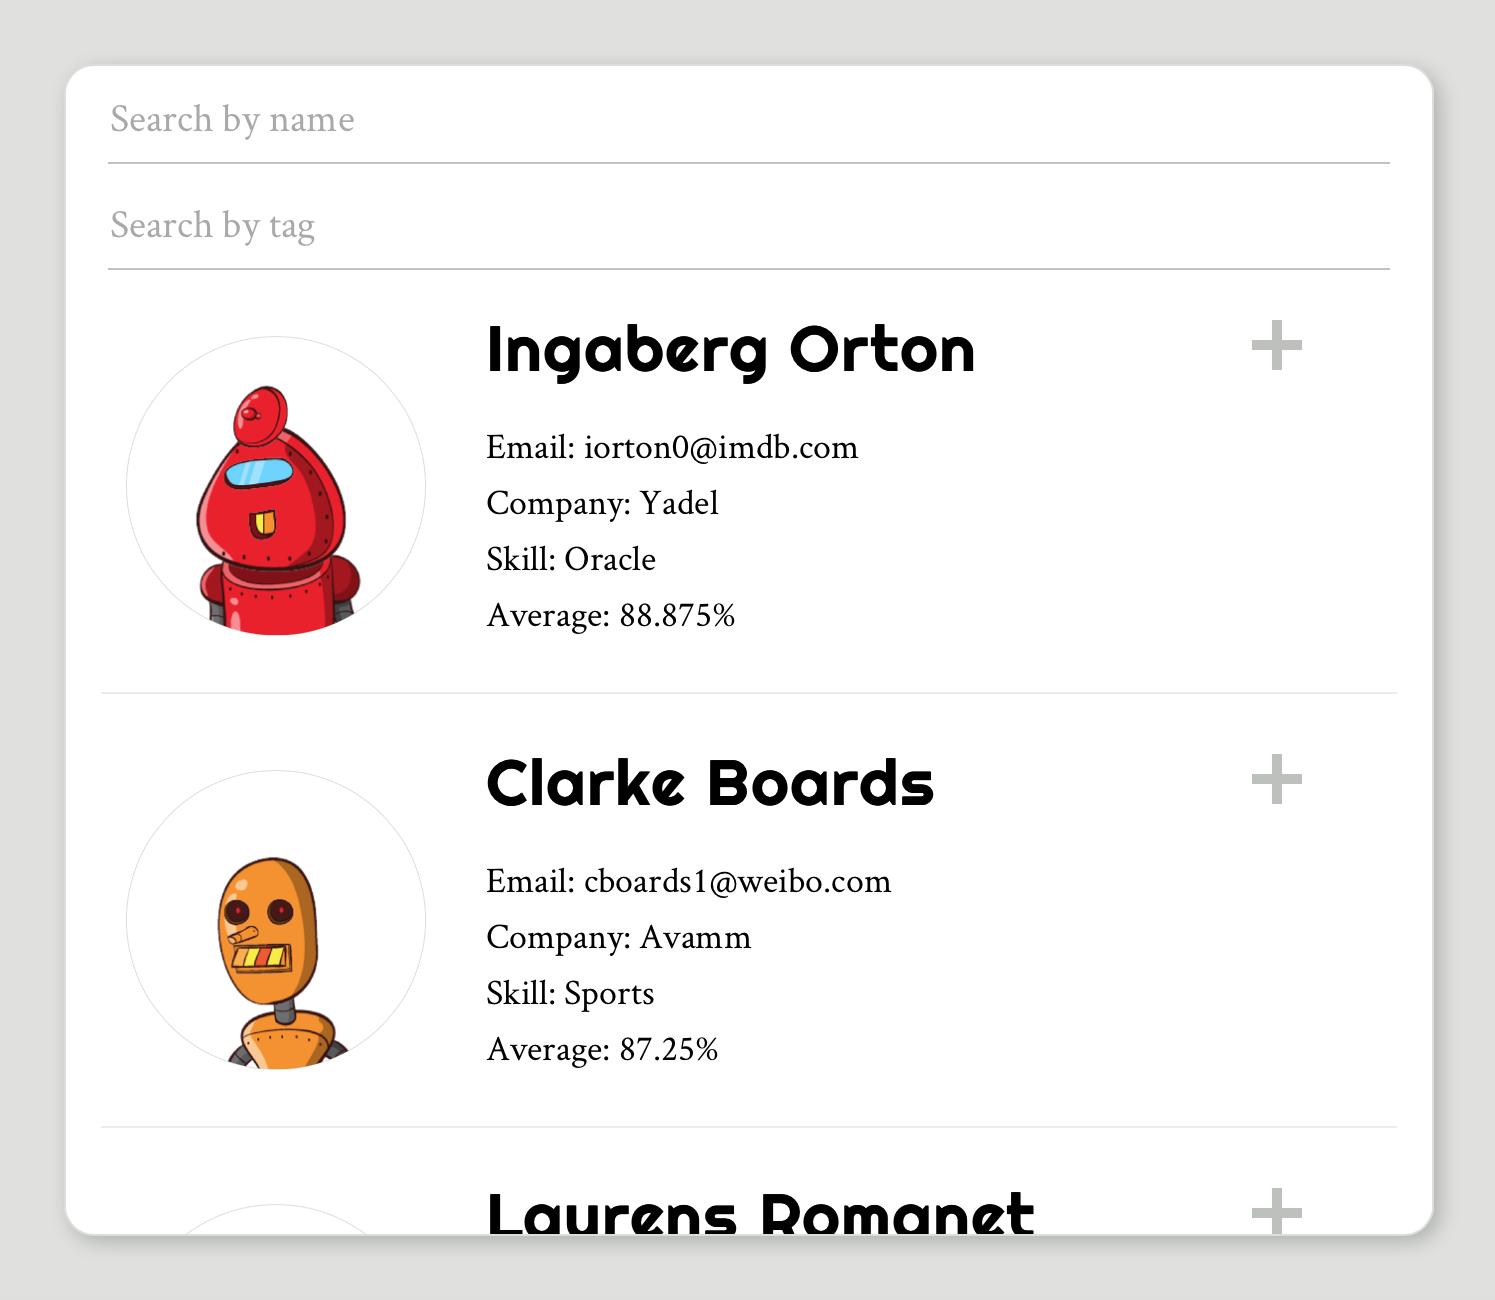 Search by name
Search by tag
Ingaberg Orton
Email: iorton0@imdb.com
Company: Yadel
Skill: Oracle
Average: 88.875%
Clarke Boards
Email: cboards1@weibo.com
Company: Avamm
Skill: Sports
Average: 87.25%
Laurens Romanet